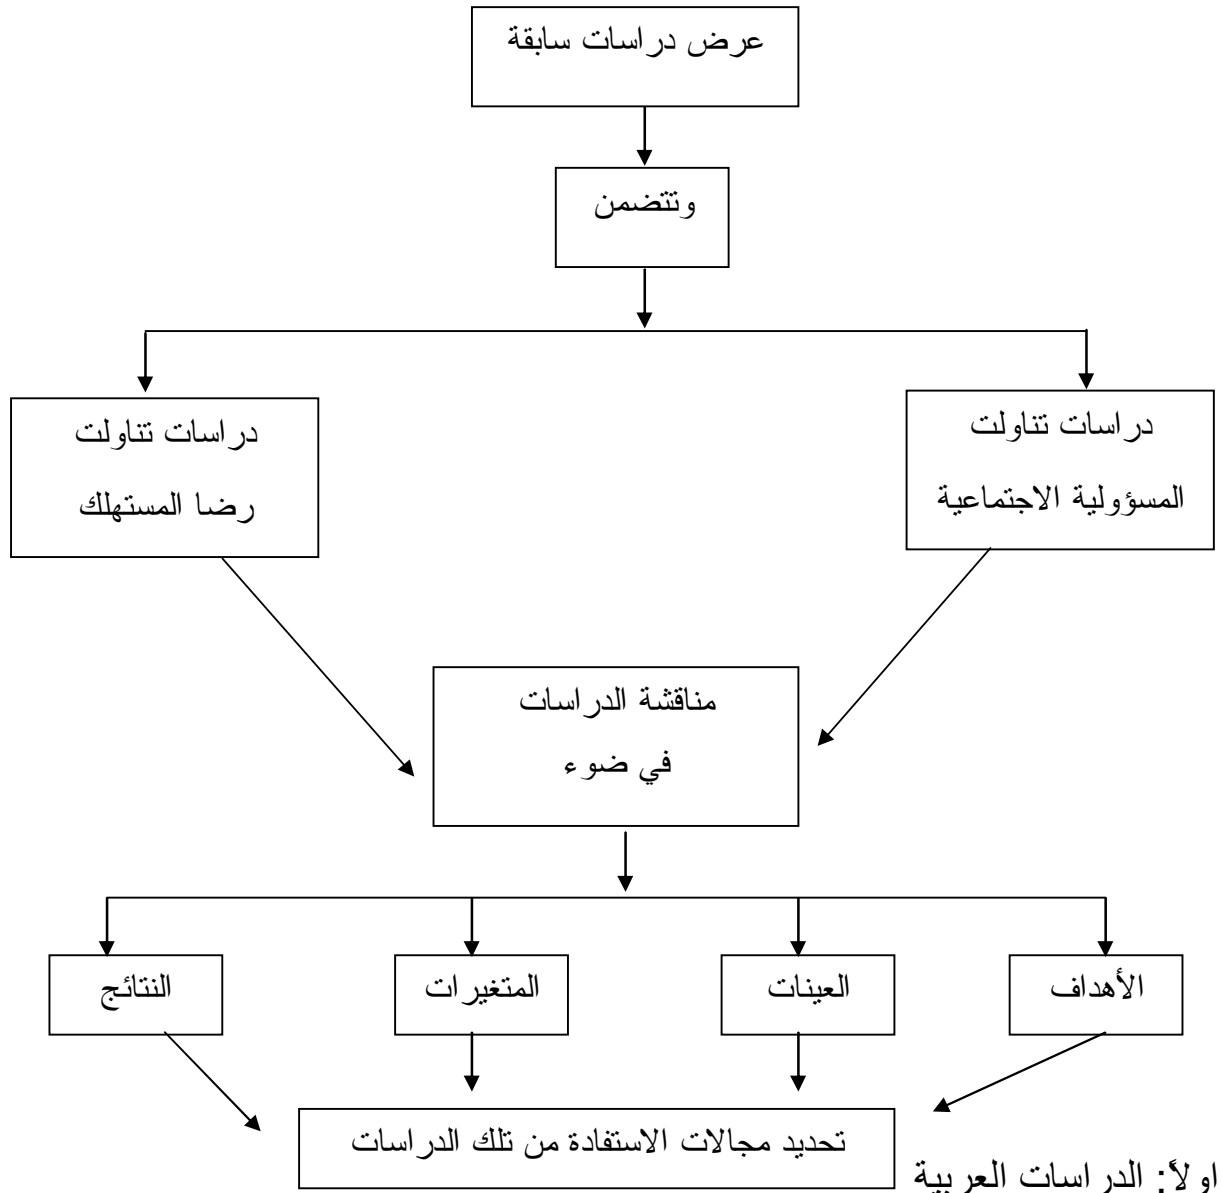 عرض دراسات سابقة
وتتضمن
دراسات تناولت
المسؤولية الاجتماعية
دراسات تناولت
رضا المستهلك
مناقشة الدراسات
في ضوء
الأهداف
العينات
المتغيرات
النتائج
تحديد مجالات الاستفادة من تلك الدراسات
اولاً: الدراسات العربية